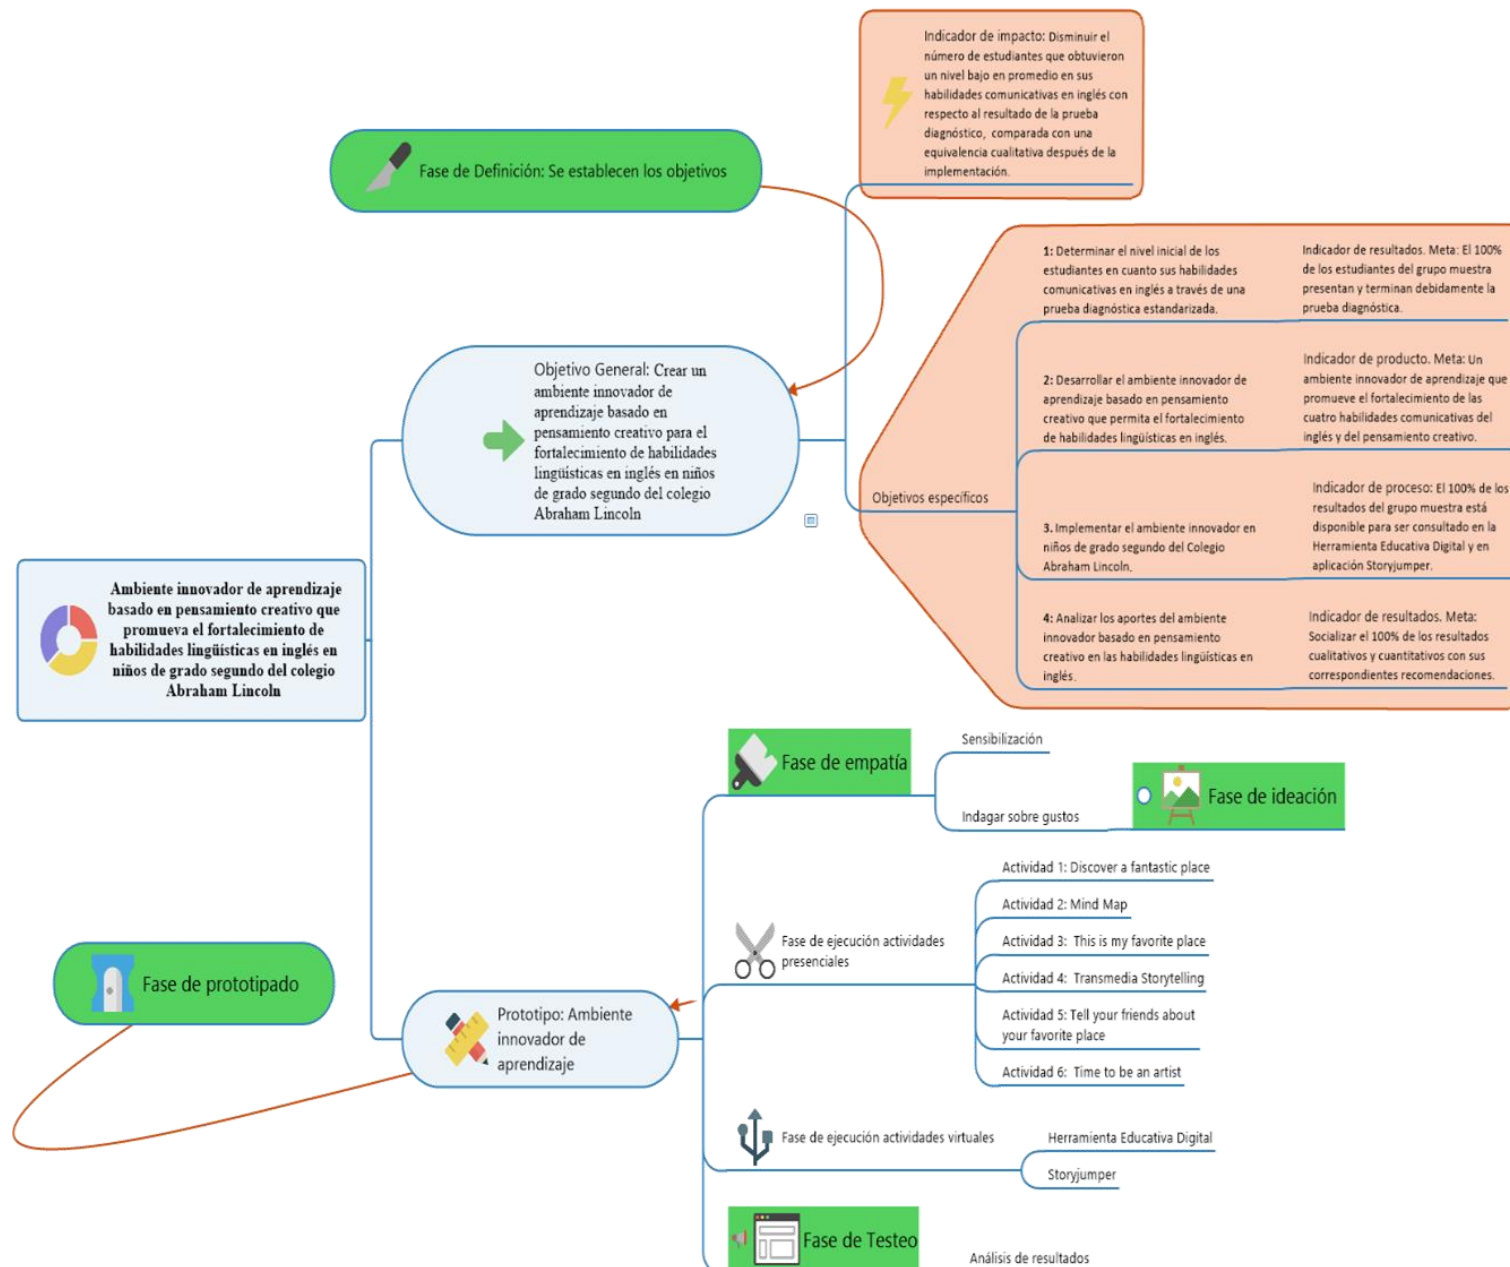 Indicador de impacto: Disminuir el
número de estudiantes que obtuvieron
un nivel bajo en promedio en sus
habilidades comunicativas en inglés con
respecto al resultado de la prueba
diagnóstico, comparada con una
equivalencia cualitativa después de la
implementación.
Fase de Definición: Se establecen los objetivos
Objetivo General: Crear un
ambiente innovador de
aprendizaje basado en
pensamiento creativo para el
fortalecimiento de habilidades
lingüísticas en inglés en niños
de grado segundo del colegio
Abraham Lincoln
Objetivos específicos
1: Determinar el nivel inicial de los
estudiantes en cuanto sus habilidades
comunicativas en inglés a través de una
prueba diagnóstica estandarizada.
Indicador de resultados. Meta: El 100%
de los estudiantes del grupo muestra
presentan y terminan debidamente la
prueba diagnóstica.
2: Desarrollar el ambiente innovador de
aprendizaje basado en pensamiento
creativo que permita el fortalecimiento
de habilidades lingüísticas en inglés.
Indicador de producto. Meta: Un
ambiente innovador de aprendizaje que
promueve el fortalecimiento de las
cuatro habilidades comunicativas del
inglés y del pensamiento creativo.
3. Implementar el ambiente innovador en
niños de grado segundo del Colegio
Abraham Lincoln.
Indicador de proceso: El 100% de los
resultados del grupo muestra está
disponible para ser consultado en la
Herramienta Educativa Digital y en
aplicación Storyjumper.
4: Analizar los aportes del ambiente
innovador basado en pensamiento
creativo en las habilidades lingüísticas en
inglés.
Indicador de resultados. Meta:
Socializar el 100% de los resultados
cualitativos y cuantitativos con sus
correspondientes recomendaciones.
Ambiente innovador de aprendizaje
basado en pensamiento creativo que
promueva el fortalecimiento de
habilidades lingüísticas en inglés en
niños de grado segundo del colegio
Abraham Lincoln
Fase de prototipado
Prototipo: Ambiente
innovador de
aprendizaje
Fase de empatía
Sensibilización
Indagar sobre gustos
Fase de ideación
Fase de ejecución actividades
presenciales
Actividad 1: Discover a fantastic place
Actividad 2: Mind Map
Actividad 3: This is my favorite place
Actividad 4: Transmedia Storytelling
Actividad 5: Tell your friends about
your favorite place
Actividad 6: Time to be an artist
Fase de ejecución actividades virtuales
Herramienta Educativa Digital
Storyjumper
Fase de Testeo
Análisis de resultados